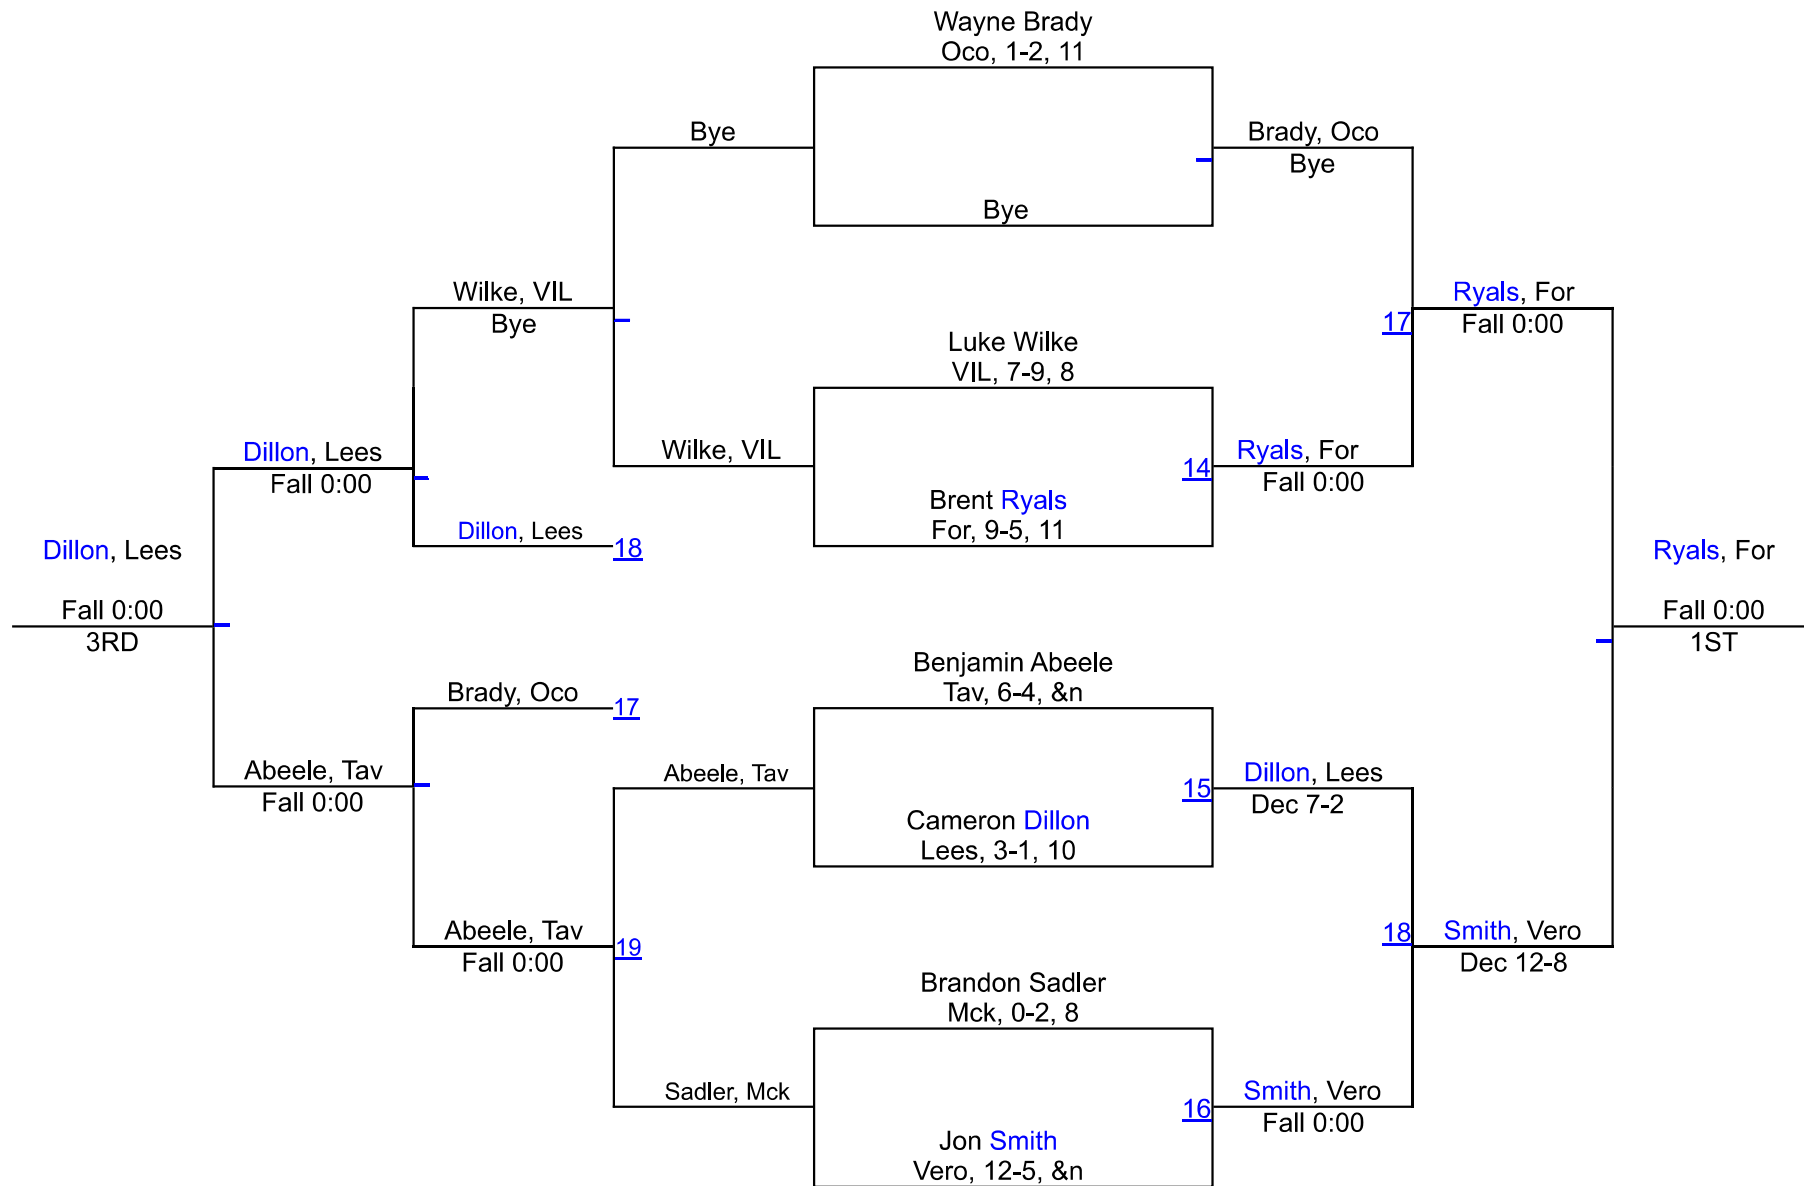 Wayne Brady
Oco, 1-2, 11
Bye
Brady, Oco
Bye
Bye
Wilke, VIL
Bye
Ryals, For
17
Fall 0:00
Luke Wilke
VIL, 7-9, 8
Dillon, Lees
Fall 0:00
Wilke, VIL
14
Ryals, For
Fall 0:00
Brent Ryals
For, 9-5, 11
Dillon, Lees
18
Dillon, Lees
Fall 0:00
3RD
Ryals, For
Fall 0:00
1ST
Benjamin Abeele
Tav, 6-4, &n
Brady, Oco
17
Abeele, Tav
Fall 0:00
Abeele, Tav
15
Dillon, Lees
Dec 7-2
Cameron Dillon
Lees, 3-1, 10
Abeele, Tav
Fall 0:00
19
18
Smith, Vero
Dec 12-8
Brandon Sadler
Mck, 0-2, 8
Sadler, Mck
16
Smith, Vero
Fall 0:00
Jon Smith
Vero, 12-5, &n